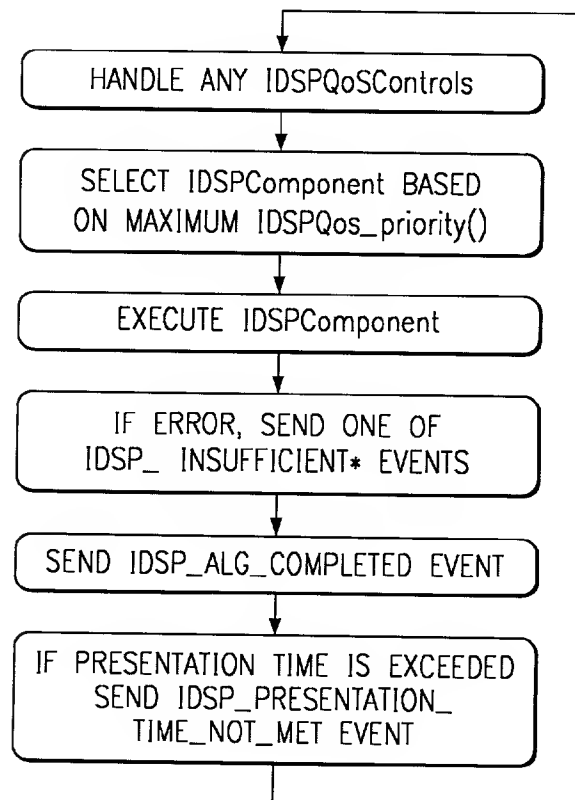 HANDLE ANY IDSPQoSControls
SELECT IDSPComponent BASED
ON MAXIMUM IDSPQos_priority()
EXECUTE IDSPComponent
IF ERROR, SEND ONE OF
IDSP_ INSUFFICIENT* EVENTS
SEND IDSP_ALG_COMPLETED EVENT
IF PRESENTATION TIME IS EXCEEDED
SEND IDSP_PRESENTATION_
TIME_NOT_MET EVENT